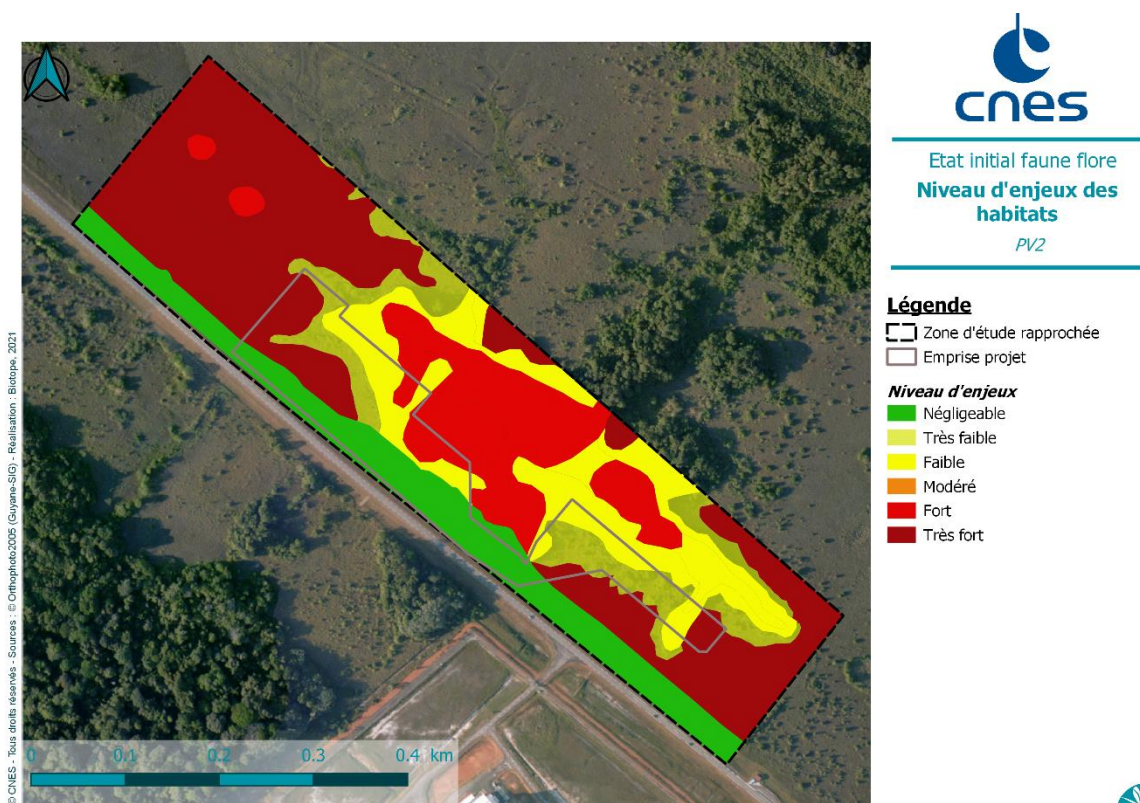 cnes
Etat initial faune flore
Niveau d'enjeux des
habitats
PV2
Légende
Zone d'étude rapprochée
Emprise projet
Niveau d'enjeux
Négligeable
Très faible
Faible
Modéré
Fort
Très fort
0 0.1 0.2 0.3 0.4 km
© CNES - Tous droits réservés - Sources : © Orthophoto2005 (Guyane-SIG) - Réalisation : Biotope, 2021